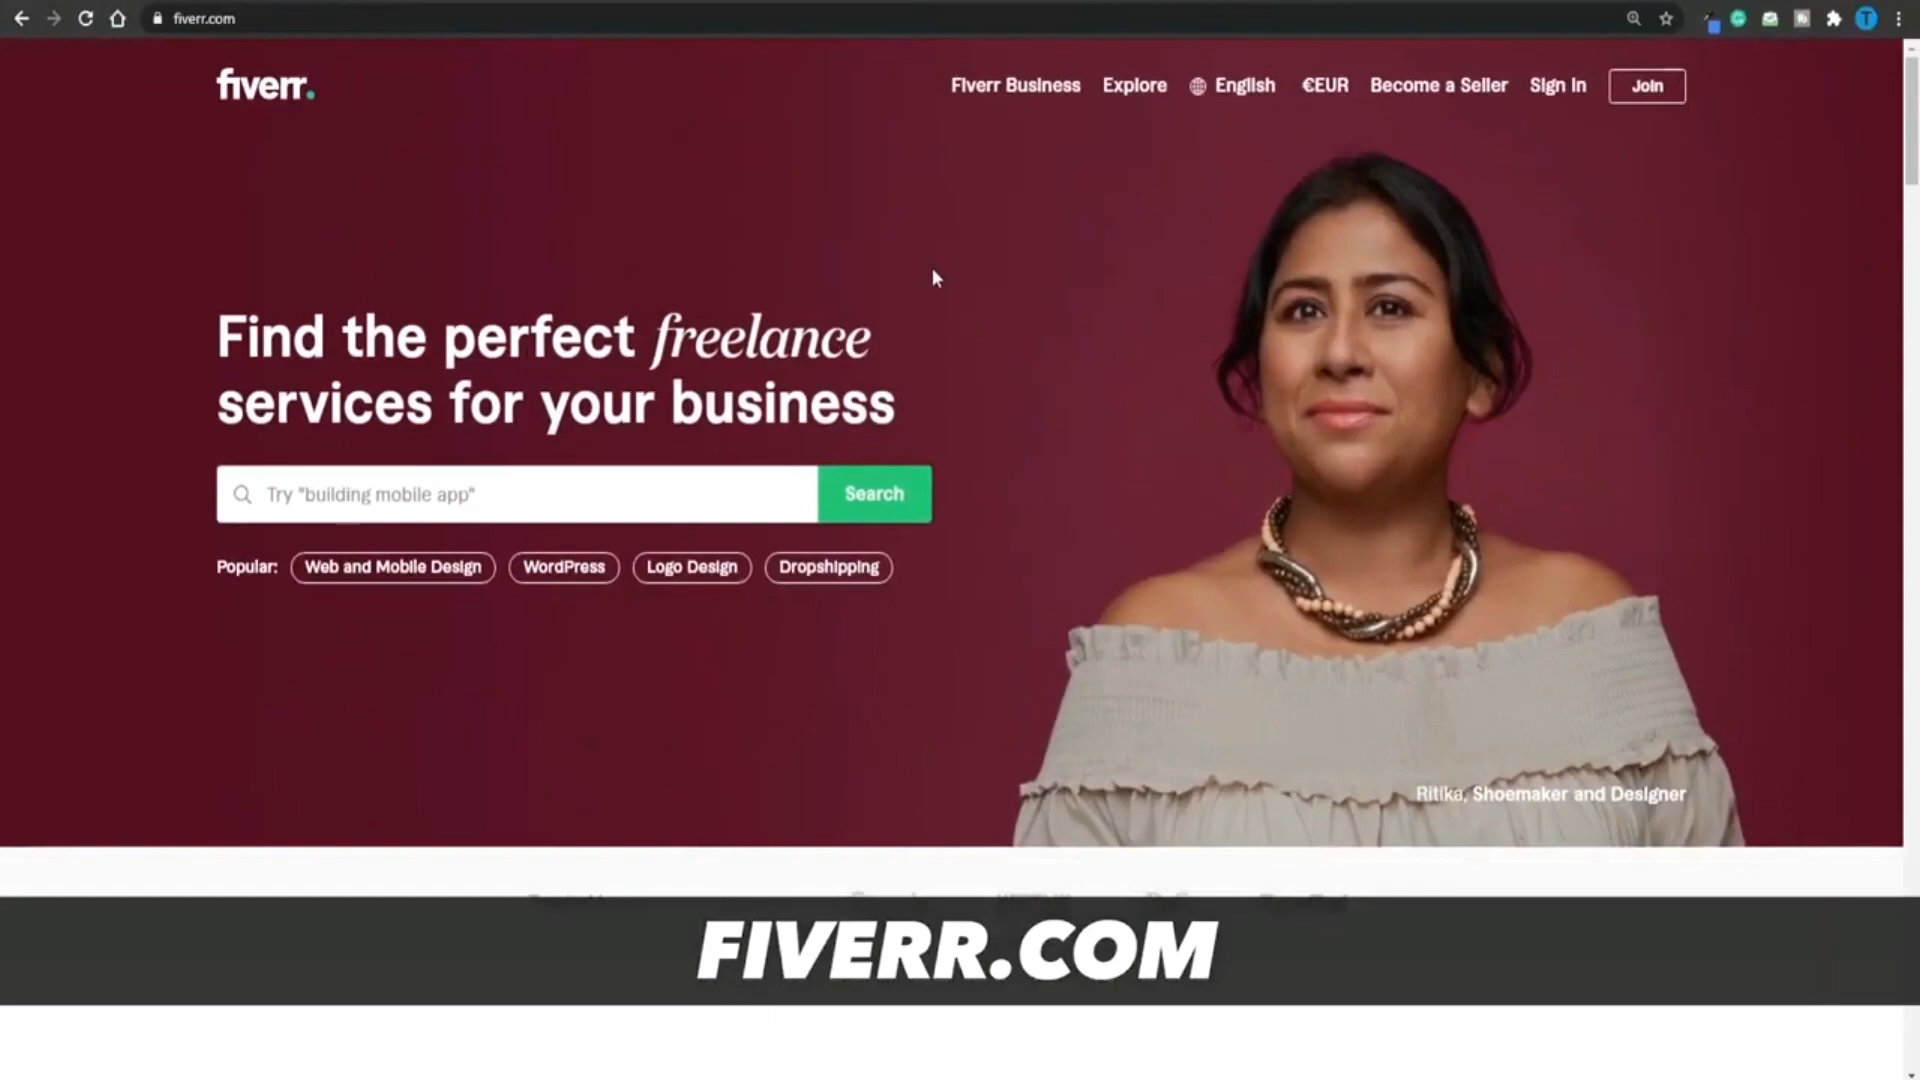 fiverr.com
fiverr.
Fiverr Business Explore English €EUR Become a Seller Sign In Join
Find the perfect freelance
services for your business
Try "building mobile app" Search
Popular: Web and Mobile Design WordPress Logo Design Dropshipping
Ritika, Shoemaker and Designer
FIVERR.COM